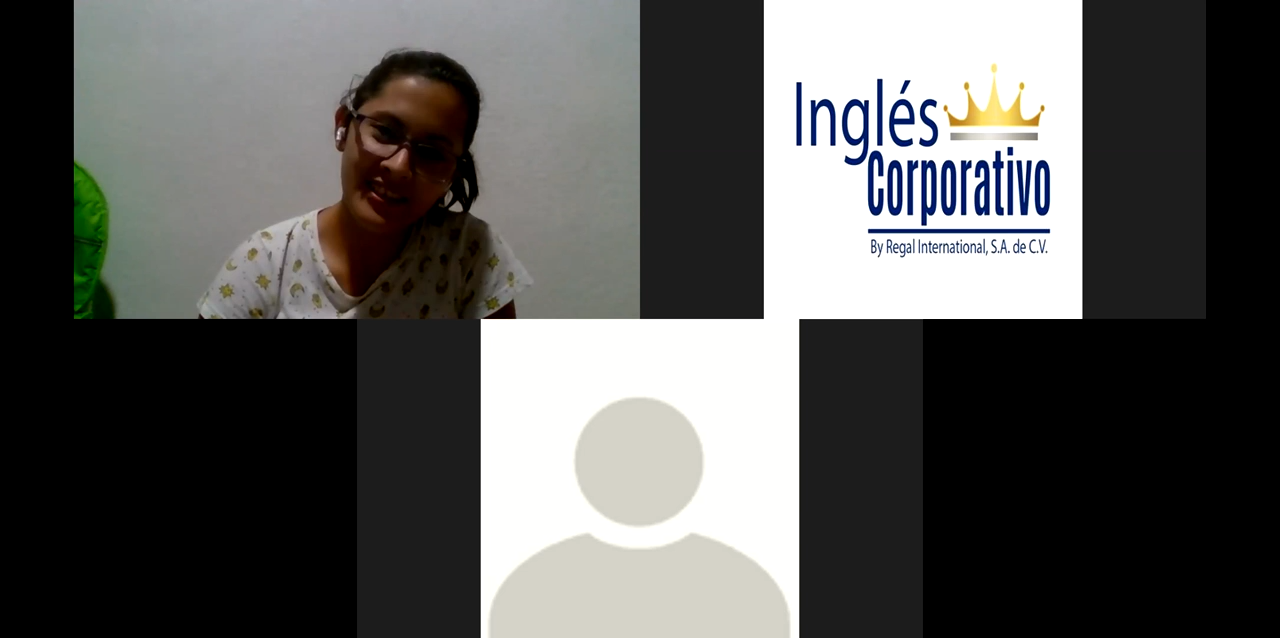 Inglés
Corporativo
By Regal International, S.A. de C.V.